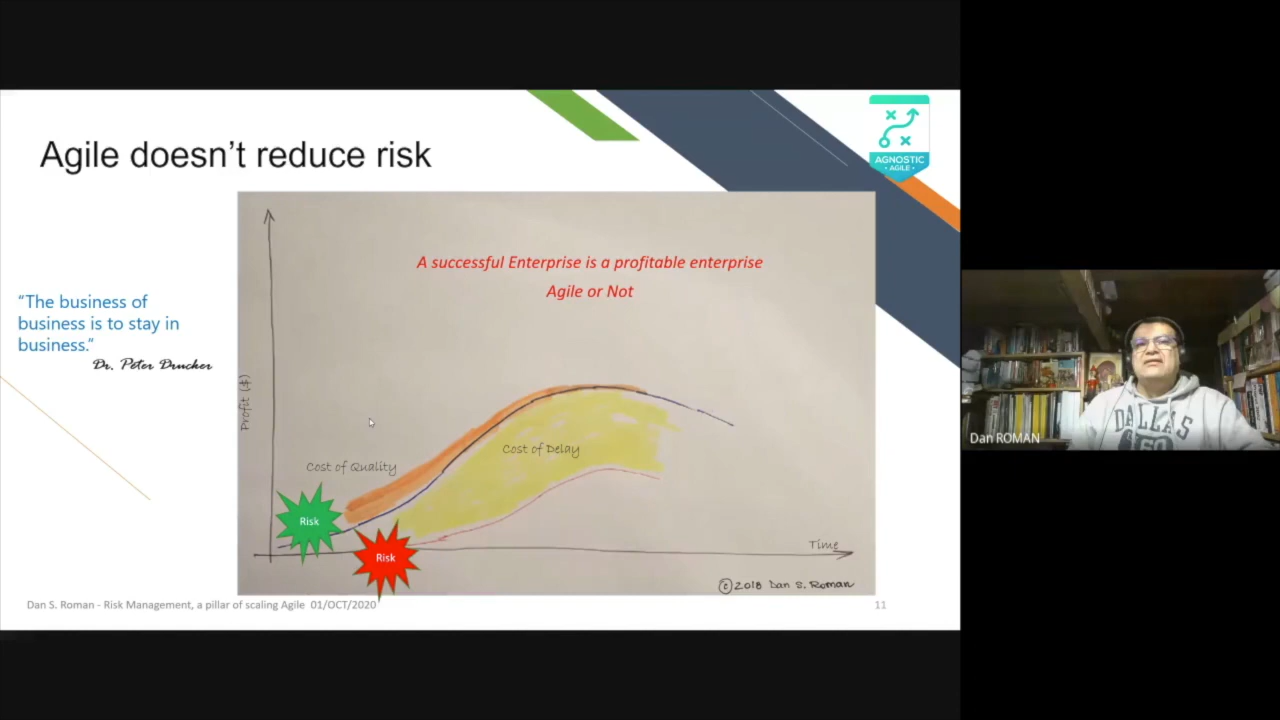 Agile doesn't reduce risk
AGNOSTIC
• AGILE •
A successful Enterprise is a profitable enterprise
Agile or Not
“The business of
business is to stay in
business.”
Dr. Peter Drucker
Profit ($)
Cost of Quality
Cost of Delay
Risk
Risk
Time
©2018 Dan S. Roman
Dan S. Roman - Risk Management, a pillar of scaling Agile 01/OCT/2020
11
DALLAS
Dan ROMAN